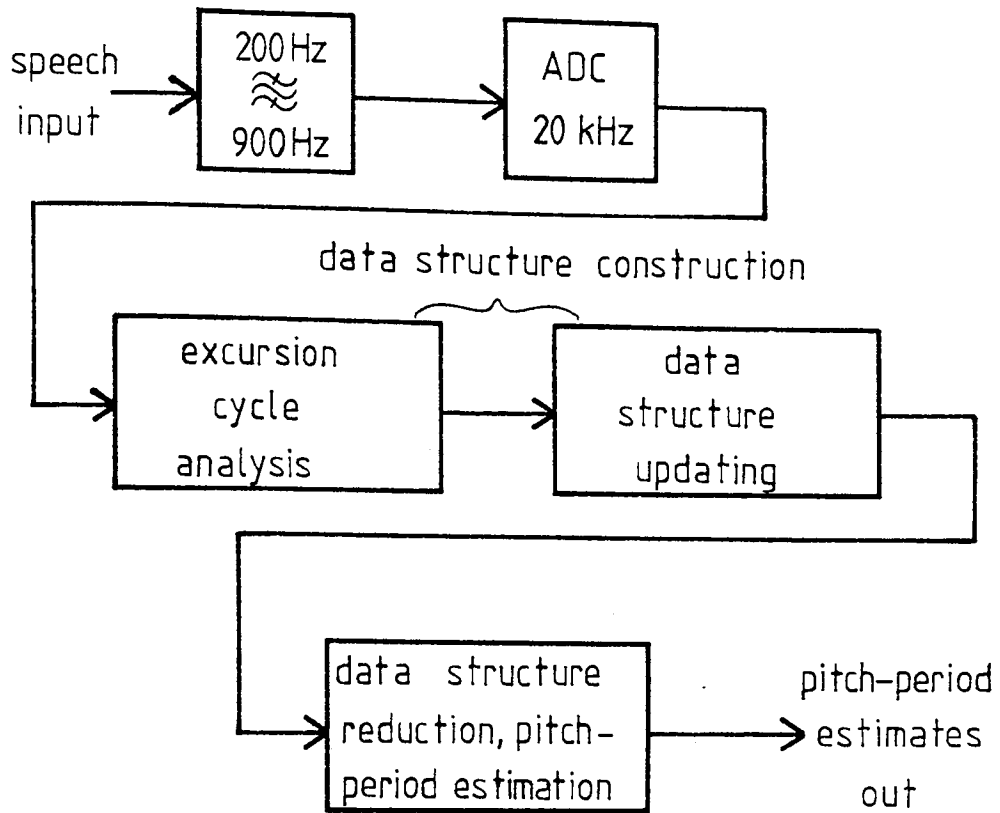 speech
input
200 Hz
900 Hz
ADC
20 kHz
data structure construction
excursion
cycle
analysis
data
structure
updating
data structure
reduction, pitch-
period estimation
pitch-period
estimates
out